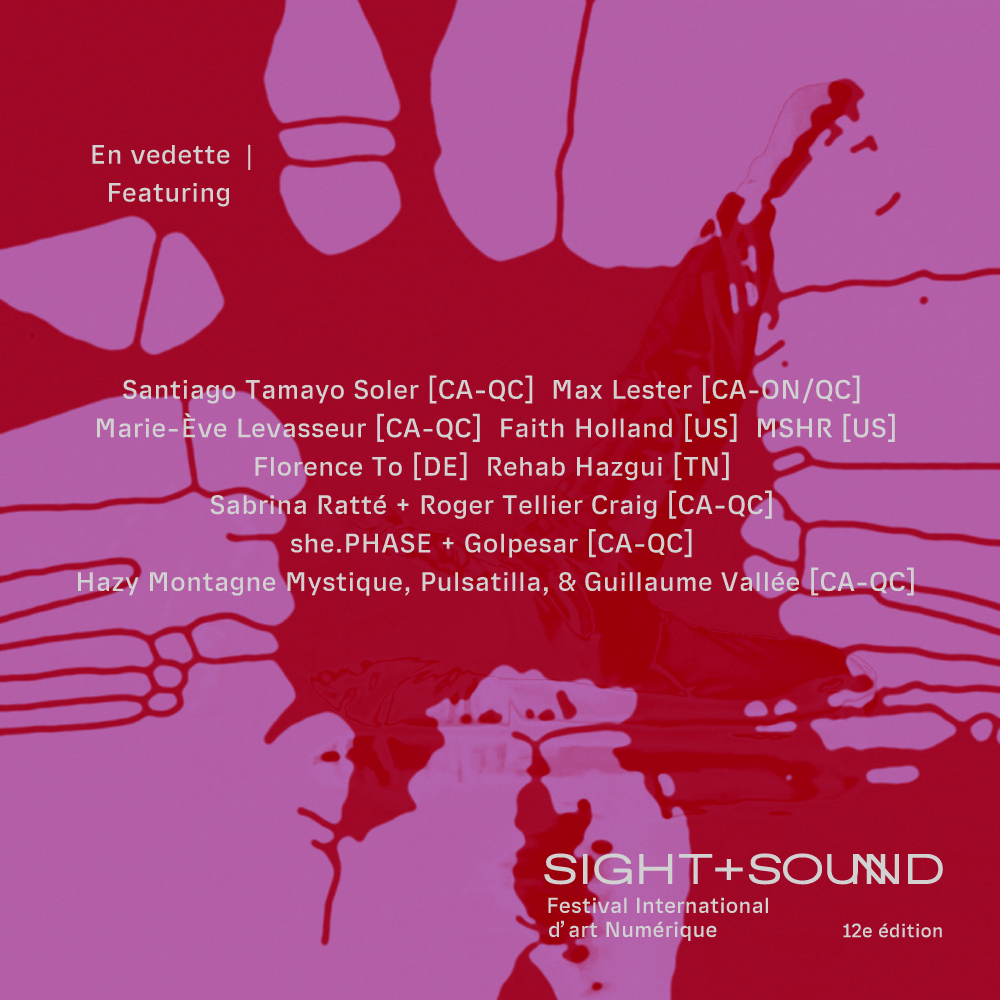 En vedette |
Featuring
Santiago Tamayo Soler [CA-QC] Max Lester [CA-ON/QC]
Marie-Ève Levasseur [CA-QC] Faith Holland [US] MSHR [US]
Florence To [DE] Rehab Hazgui [TN]
Sabrina Ratté + Roger Tellier Craig [CA-QC]
she.PHASE + Golpesar [CA-QC]
Hazy Montagne Mystique, Pulsatilla, & Guillaume Vallée [CA-QC]
SIGHT+SOUND
Festival International
d’art Numérique
12e édition